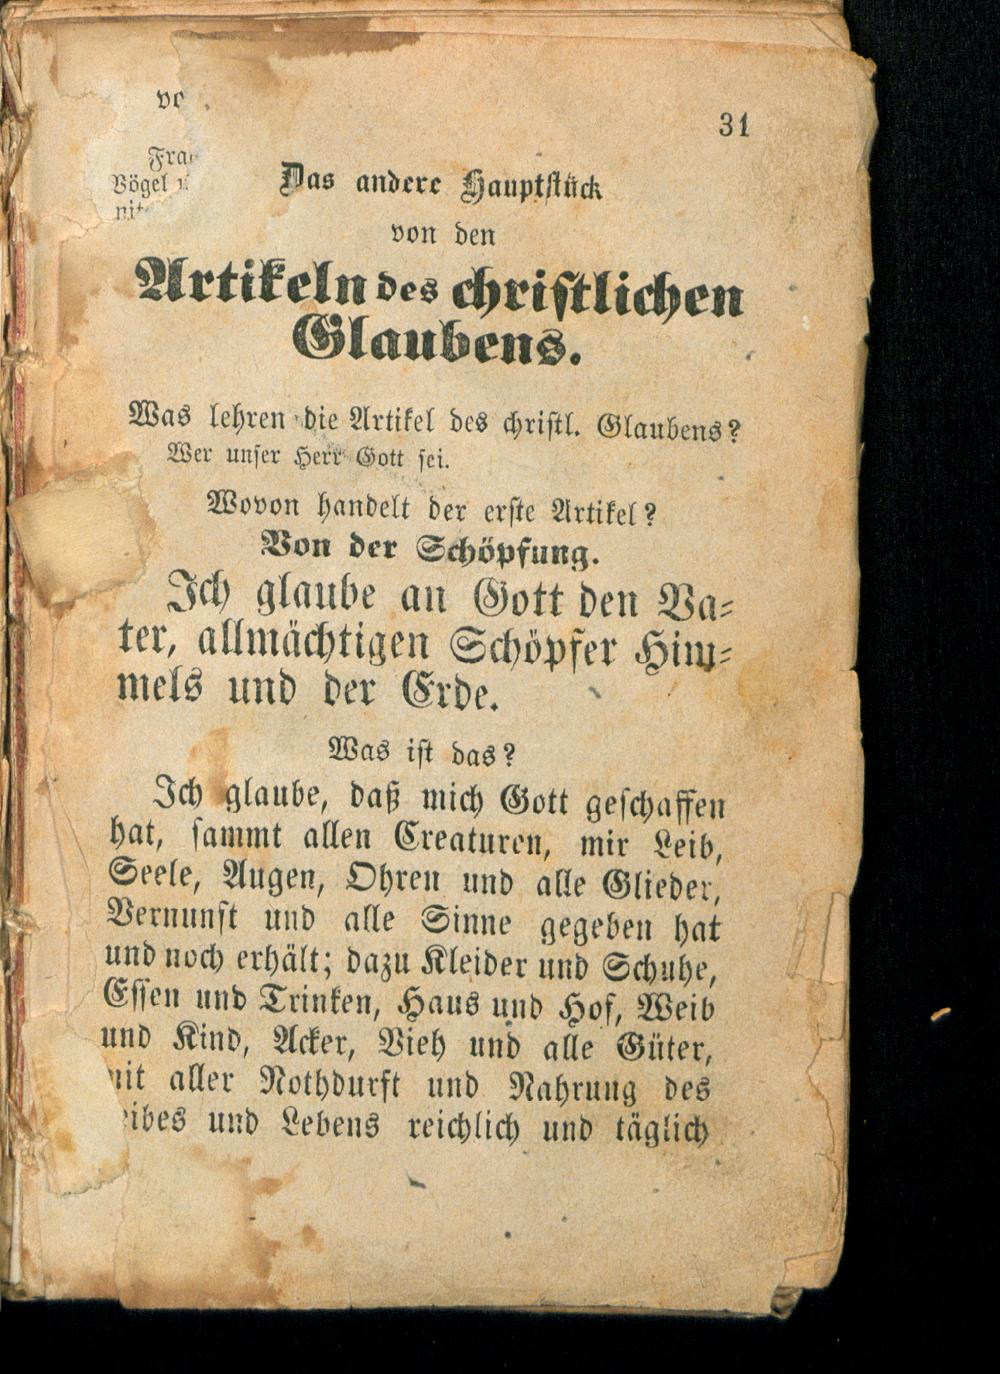 31
Das andere Hauptstück
von den
Artikeln des christlichen
Glaubens.
Was lehren die Artikel des christl. Glaubens?
Wer unser Herr Gott sei.
Wovon handelt der erste Artikel?
Von der Schöpfung.
Ich glaube an Gott den Va-
ter, allmächtigen Schöpfer Him-
mels und der Erde.
Was ist das?
Ich glaube, daß mich Gott geschaffen
hat, sammt allen Creaturen, mir Leib,
Seele, Augen, Ohren und alle Glieder,
Vernunft und alle Sinne gegeben hat
und noch erhält; dazu Kleider und Schuhe,
Essen und Trinken, Haus und Hof, Weib
und Kind, Acker, Vieh und alle Güter,
mit aller Nothdurft und Nahrung des
eibes und Lebens reichlich und täglich
Vögel